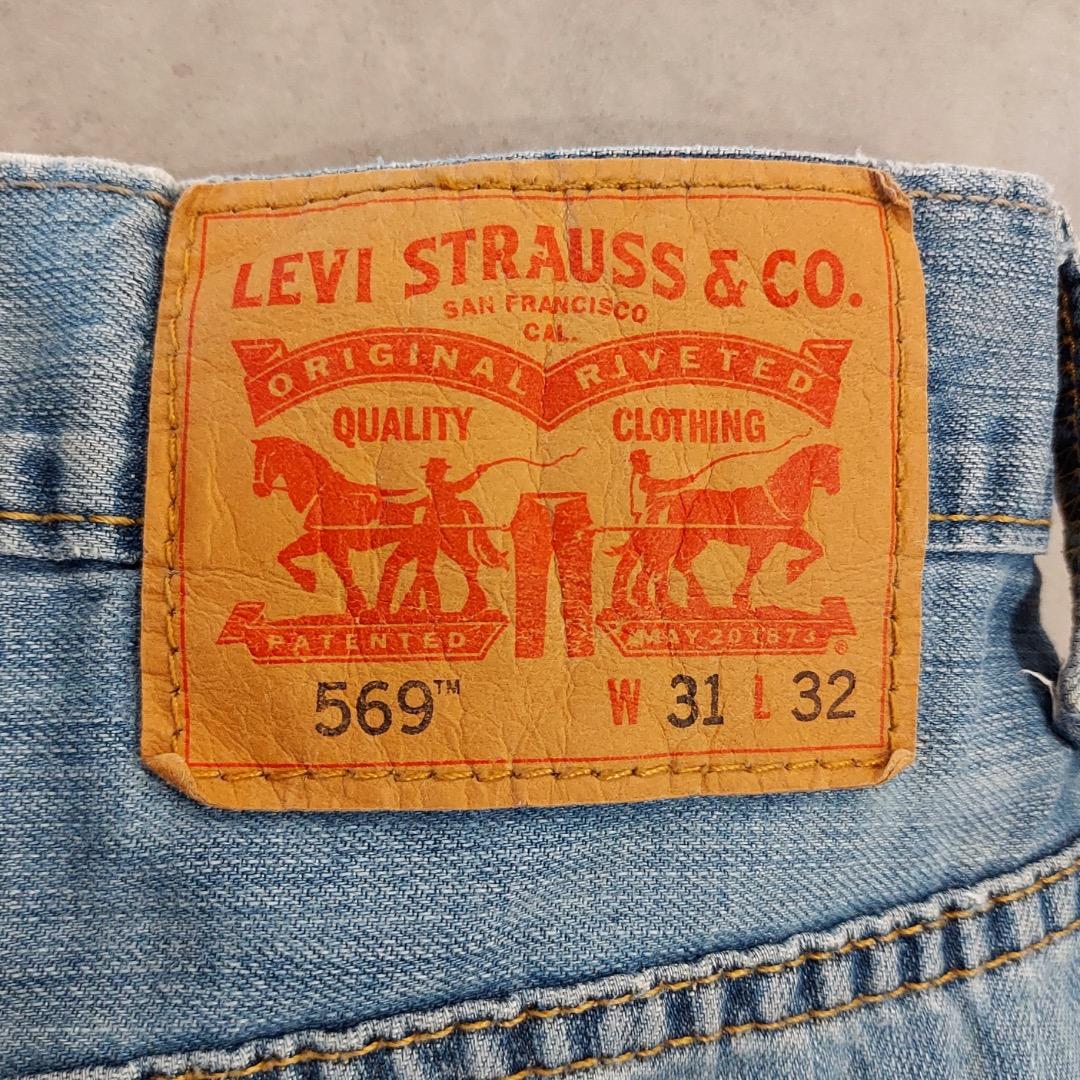 LEVI STRAUSS & CO.
SAN FRANCISCO
CAL.
ORIGINAL RIVETED
QUALITY CLOTHING
PATENTED MAY 20 1873 ®
569™ W 31 L 32